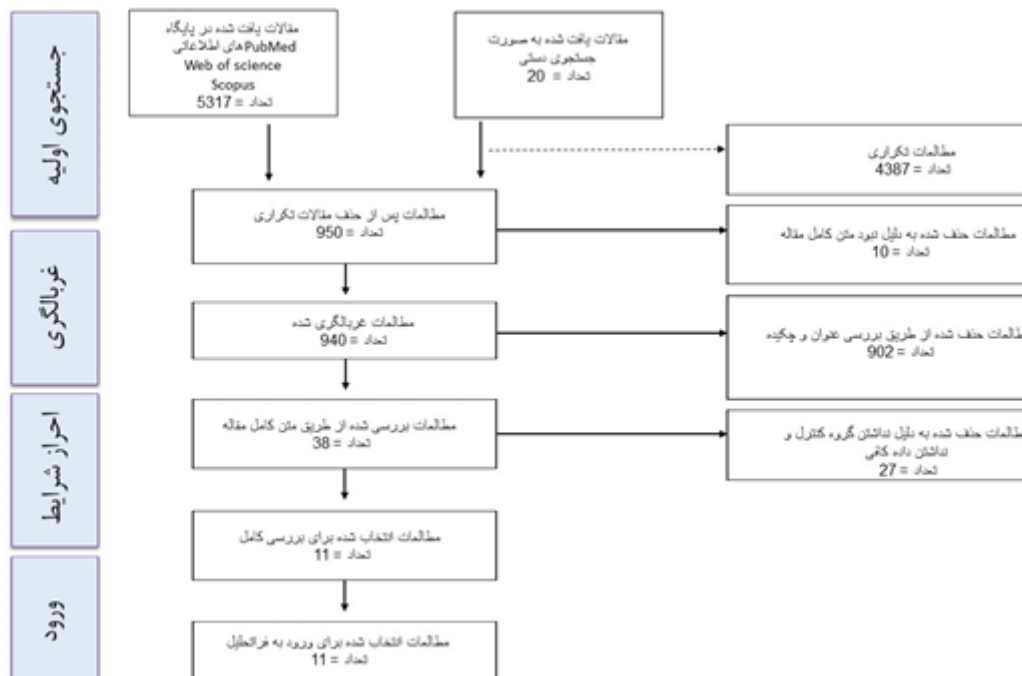 جستجوی اولیه
مقالات یافت شده در پایگاه
های اطلاعاتی PubMed
Web of science
Scopus
تعداد = 5317
مقالات یافت شده به صورت
جستجوی دستی
تعداد = 20
مطالعات تکراری
تعداد = 4387
مطالعات پس از حذف مقالات تکراری
تعداد = 950
مطالعات حذف شده به دلیل نبود متن کامل مقاله
تعداد = 10
غربالگری
مطالعات غربالگری شده
تعداد = 940
مطالعات حذف شده از طریق بررسی عنوان و چکیده
تعداد = 902
احراز شرایط
مطالعات بررسی شده از طریق متن کامل مقاله
تعداد = 38
مطالعات حذف شده به دلیل نداشتن گروه کنترل و
نداشتن داده کافی
تعداد = 27
مطالعات انتخاب شده برای بررسی کامل
تعداد = 11
ورود
مطالعات انتخاب شده برای ورود به فراتحلیل
تعداد = 11